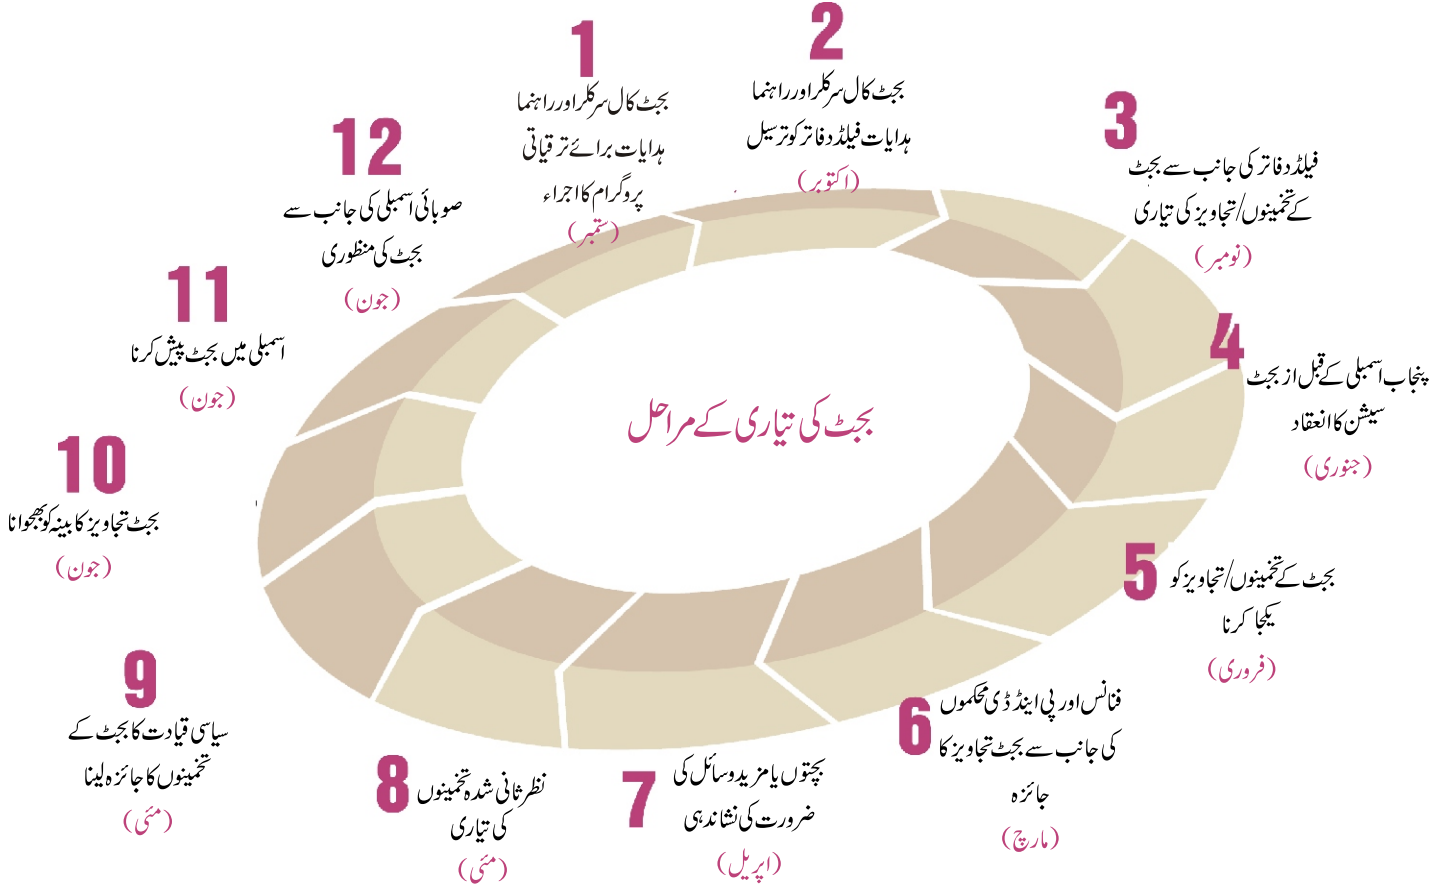 بجٹ کی تیاری کے مراحل
1
بجٹ کال سرکلر اور راہنما
ہدایات برائے ترقیاتی
پروگرام کا اجراء
(ستمبر)
2
بجٹ کال سرکلر اور راہنما
ہدایات فیلڈ دفاتر کو ترسیل
(اکتوبر)
3
فیلڈ دفاتر کی جانب سے بجٹ
کے تخمینوں/تجاویز کی تیاری
(نومبر)
4
پنجاب اسمبلی کے قبل از بجٹ
سیشن کا انعقاد
(جنوری)
5
بجٹ کے تخمینوں/تجاویز کو
یکجا کرنا
(فروری)
6
فنانس اور پی اینڈ ڈی محکموں
کی جانب سے بجٹ تجاویز کا
جائزہ
(مارچ)
7
بچتوں یا مزید وسائل کی
ضرورت کی نشاندہی
(اپریل)
8
نظر ثانی شدہ تخمینوں
کی تیاری
(مئی)
9
سیاسی قیادت کا بجٹ کے
تخمینوں کا جائزہ لینا
(مئی)
10
بجٹ تجاویز کابینہ کو بھجوانا
(جون)
11
اسمبلی میں بجٹ پیش کرنا
(جون)
12
صوبائی اسمبلی کی جانب سے
بجٹ کی منظوری
(جون)